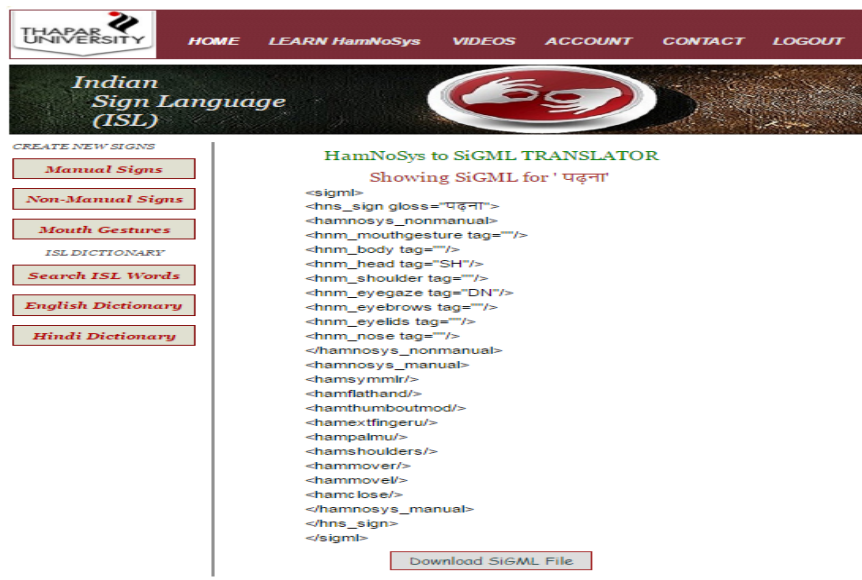 THAPAR
UNIVERSITY
HOME LEARN HamNoSys VIDEOS ACCOUNT CONTACT LOGOUT
Indian
Sign Language
(ISL)
CREATE NEW SIGNS
Manual Signs
Non-Manual Signs
Mouth Gestures
ISL DICTIONARY
Search ISL Words
English Dictionary
Hindi Dictionary
HamNoSys to SiGML TRANSLATOR
Showing SiGML for ' पढ़ना'
<sigml>
<hns_sign gloss="पढ़ना">
<hamnosys_nonmanual>
<hnm_mouthgesture tag=""/>
<hnm_body tag=""/>
<hnm_head tag="SH"/>
<hnm_shoulder tag=""/>
<hnm_eyegaze tag="DN"/>
<hnm_eyebrows tag=""/>
<hnm_eyelids tag=""/>
<hnm_nose tag=""/>
</hamnosys_nonmanual>
<hamnosys_manual>
<hamsymmlr/>
<hamflathand/>
<hamthumboutmod/>
<hamextfingeru/>
<hampalmu/>
<hamshoulders/>
<hammover/>
<hammovel/>
<hamclose/>
</hamnosys_manual>
</hns_sign>
</sigml>
Download SiGML File